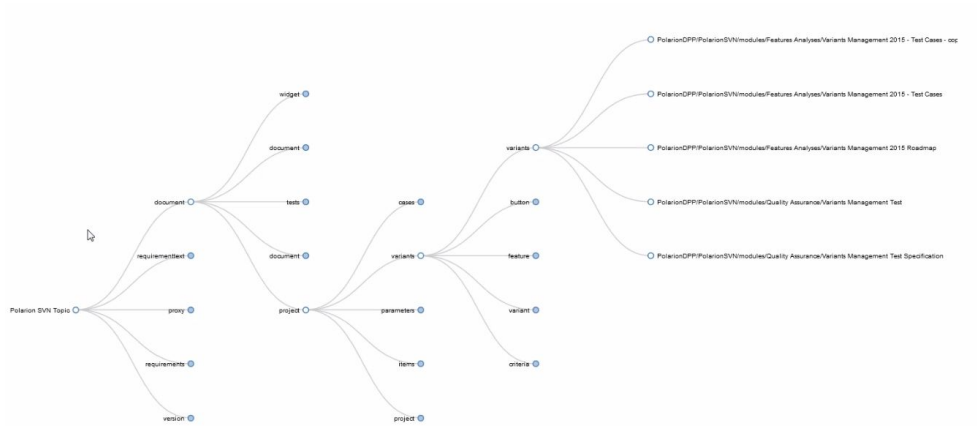 PolarionDPP/PolarionSVN/modules/Features Analyses/Variants Management 2015 - Test Cases - cop
widget
PolarionDPP/PolarionSVN/modules/Features Analyses/Variants Management 2015 - Test Cases
document
variants
PolarionDPP/PolarionSVN/modules/Features Analyses/Variants Management 2015 Roadmap
document
tests
cases
button
PolarionDPP/PolarionSVN/modules/Quality Assurance/Variants Management Test
requirementtext
document
variants
feature
PolarionDPP/PolarionSVN/modules/Quality Assurance/Variants Management Test Specification
Polarion SVN Topic
proxy
project
parameters
variant
requirements
items
criteria
version
project